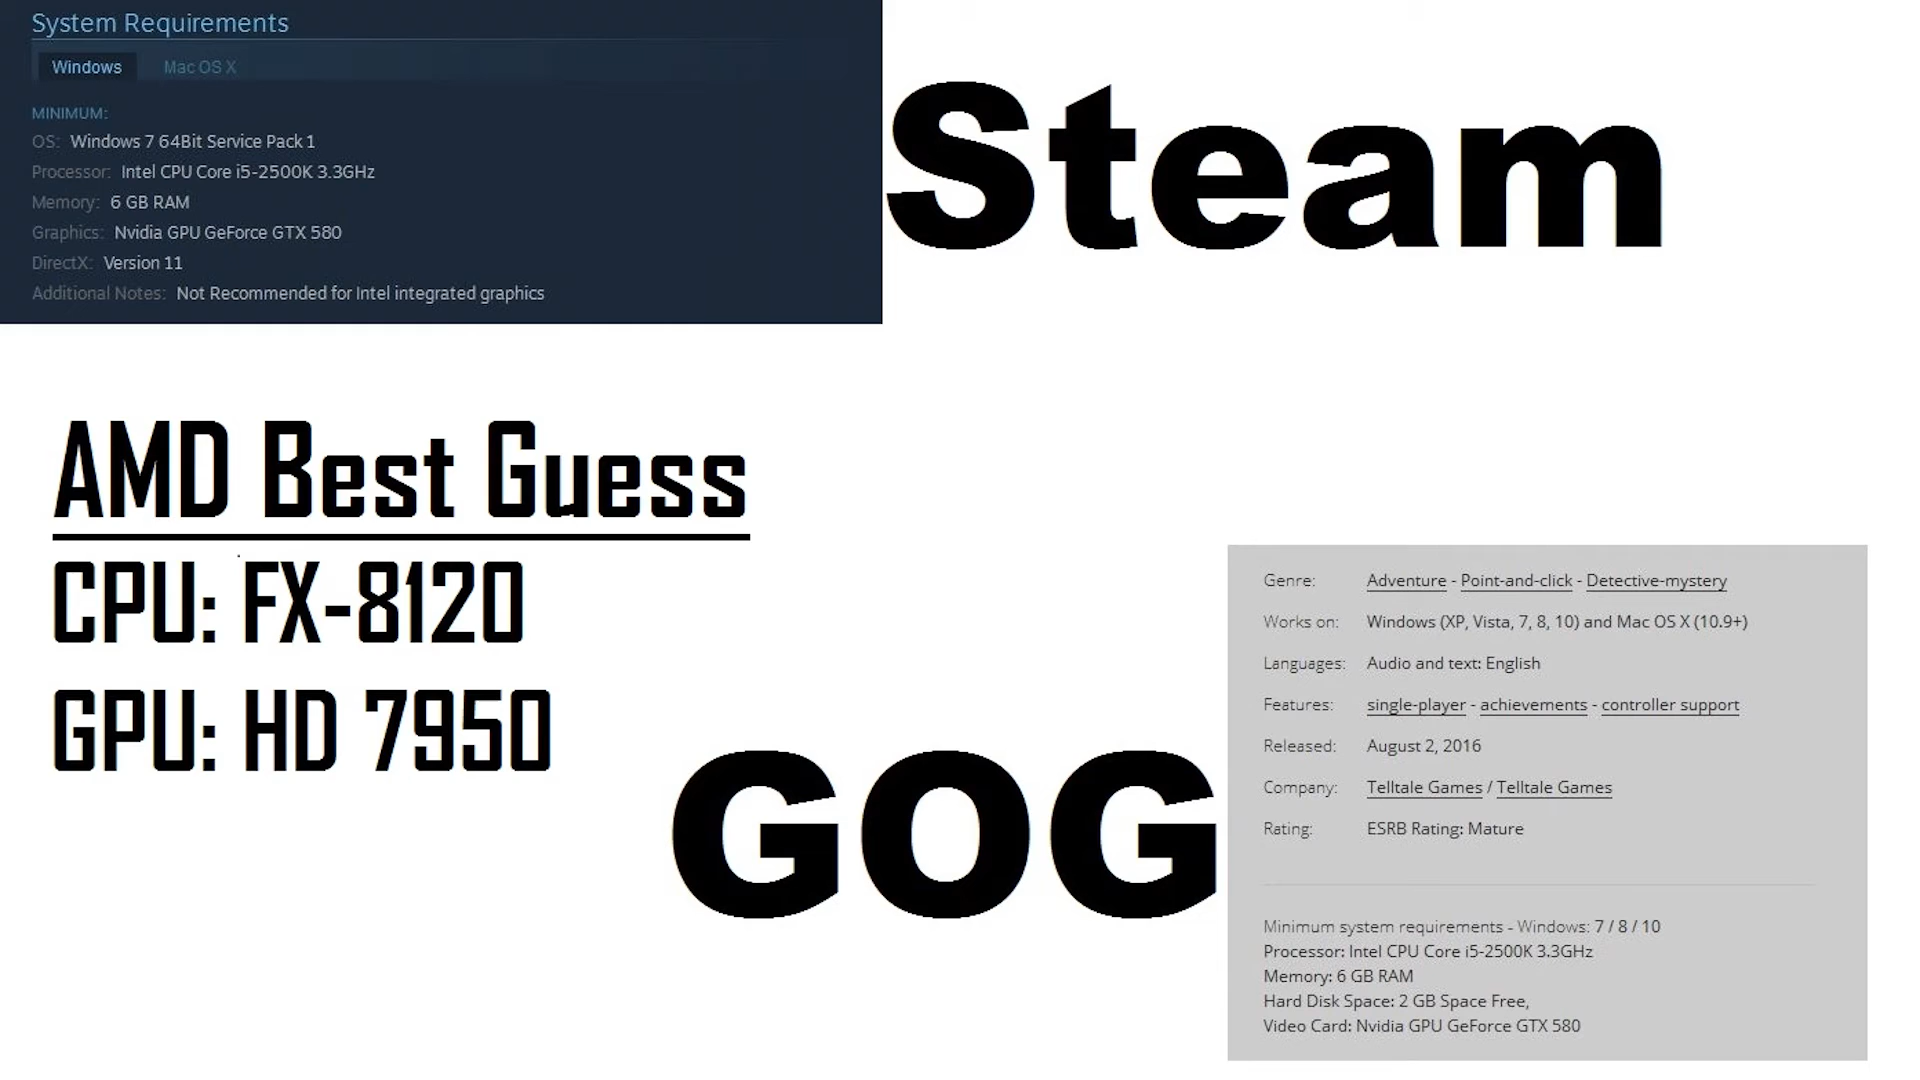 System Requirements
Windows Mac OS X
MINIMUM:
OS: Windows 7 64Bit Service Pack 1
Processor: Intel CPU Core i5-2500K 3.3GHz
Memory: 6 GB RAM
Graphics: Nvidia GPU GeForce GTX 580
DirectX: Version 11
Additional Notes: Not Recommended for Intel integrated graphics
Steam
AMD Best Guess
CPU: FX-8120
GPU: HD 7950
GOG
Genre: Adventure - Point-and-click - Detective-mystery
Works on: Windows (XP, Vista, 7, 8, 10) and Mac OS X (10.9+)
Languages: Audio and text: English
Features: single-player - achievements - controller support
Released: August 2, 2016
Company: Telltale Games / Telltale Games
Rating: ESRB Rating: Mature
Minimum system requirements - Windows: 7 / 8 / 10
Processor: Intel CPU Core i5-2500K 3.3GHz
Memory: 6 GB RAM
Hard Disk Space: 2 GB Space Free,
Video Card: Nvidia GPU GeForce GTX 580